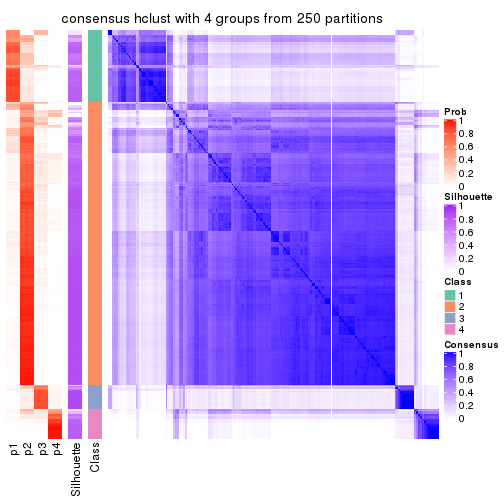 consensus hclust with 4 groups from 250 partitions
Prob
1
0.8
0.6
0.4
0.2
0
Silhouette
1
0.8
0.6
0.4
0.2
0
Class
1
2
3
4
Consensus
1
0.8
0.6
0.4
0.2
0
p1
p2
p3
p4
Silhouette
Class